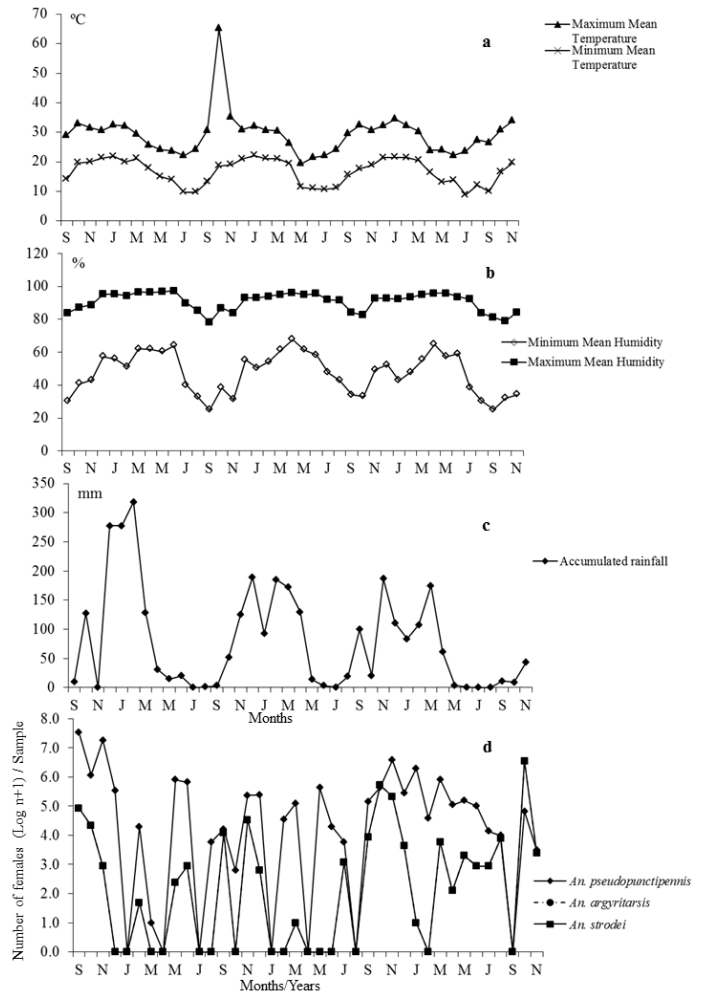 ºC
a
70
60
50
40
30
20
10
0
S N J M M J S N J M M J S N J M M J S N
Maximum Mean
Temperature
Minimum Mean
Temperature
%
b
120
100
80
60
40
20
0
S N J M M J S N J M M J S N J M M J S N
Minimum Mean Humidity
Maximum Mean Humidity
mm
c
350
300
250
200
150
100
50
0
S N J M M J S N J M M J S N J M M J S N
Months
Accumulated rainfall
d
8.0
7.0
6.0
5.0
4.0
3.0
2.0
1.0
0.0
Number of females (Log n+1) / Sample
S N J M M J S N J M M J S N J M M J S N
Months/Years
An. pseudopunctipennis
An. argyritarsis
An. strodei